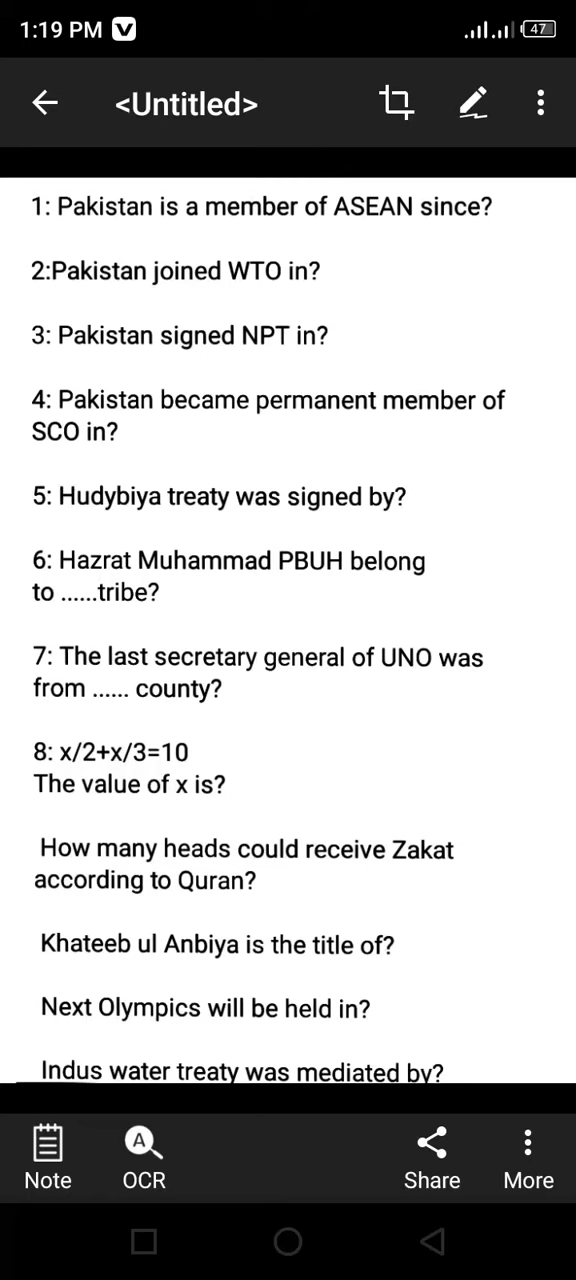 1:19 PM V 47
<Untitled>
1: Pakistan is a member of ASEAN since?
2:Pakistan joined WTO in?
3: Pakistan signed NPT in?
4: Pakistan became permanent member of
SCO in?
5: Hudybiya treaty was signed by?
6: Hazrat Muhammad PBUH belong
to ......tribe?
7: The last secretary general of UNO was
from ...... county?
8: x/2+x/3=10
The value of x is?
How many heads could receive Zakat
according to Quran?
Khateeb ul Anbiya is the title of?
Next Olympics will be held in?
Indus water treaty was mediated by?
A
Note OCR Share More